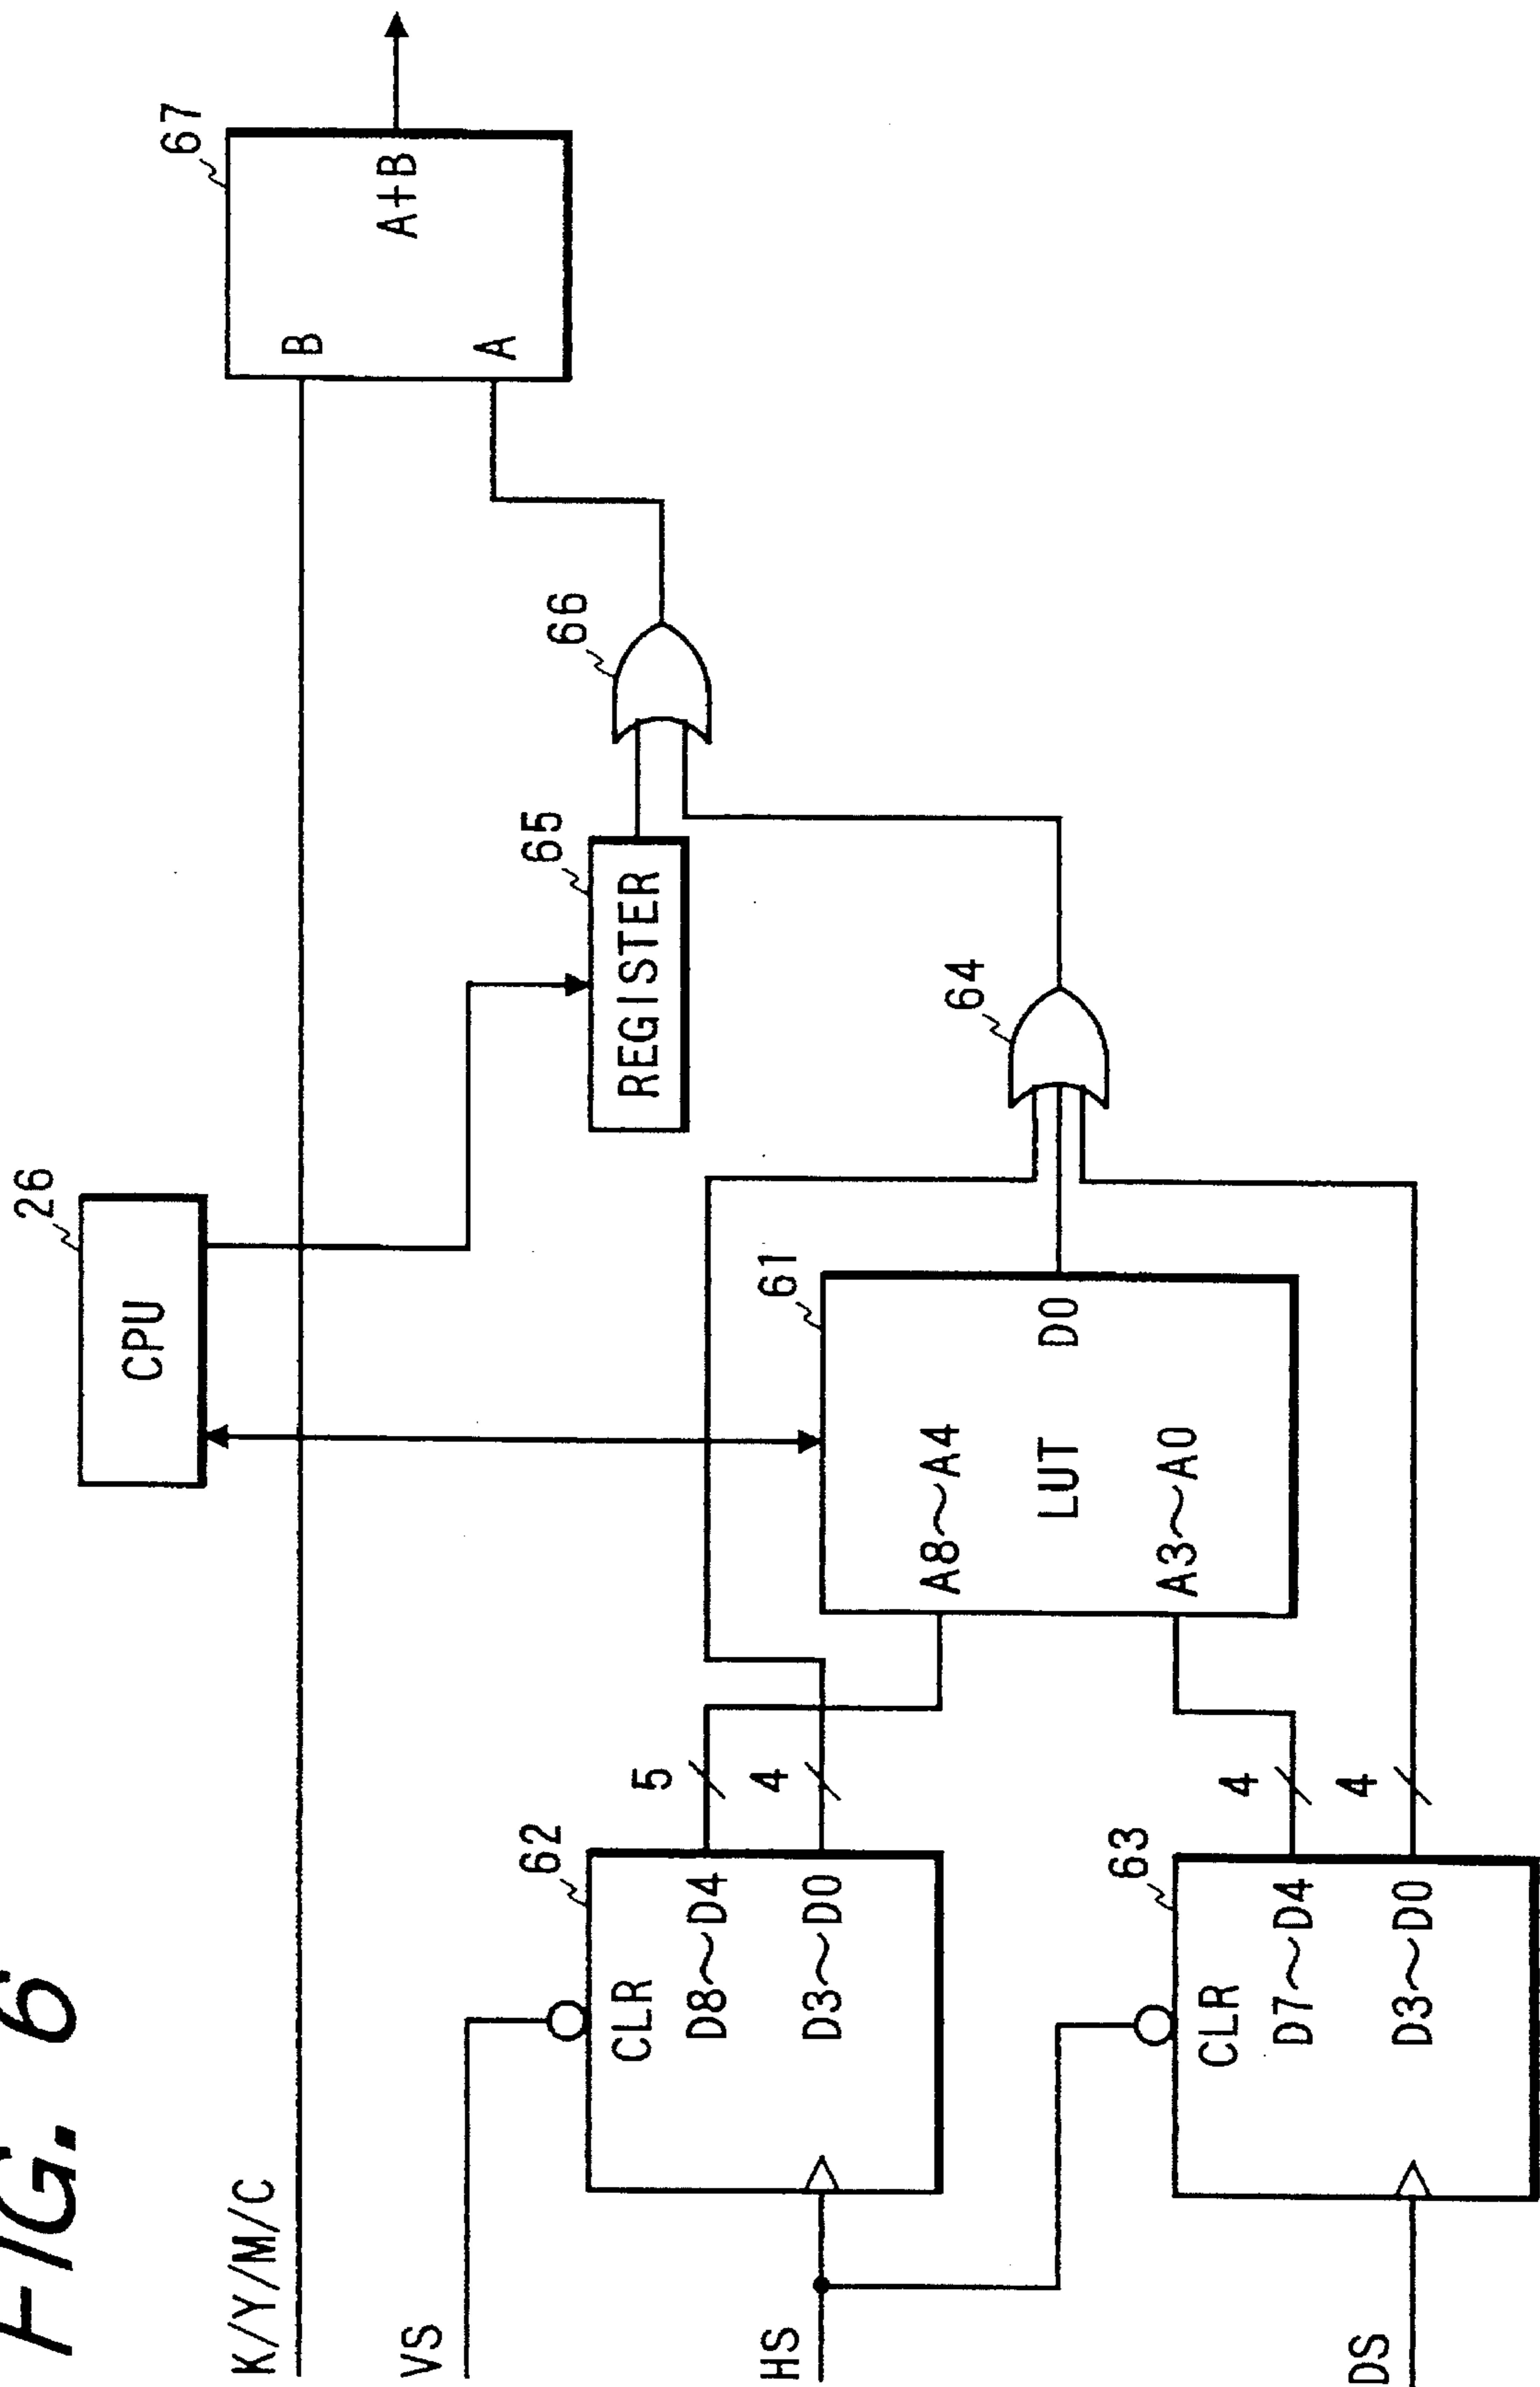 FIG. 6
26
CPU
K/Y/M/C
67
B
A+B
A
VS
65
REGISTER
66
62
CLR
D8~D4
D3~D0
5
4
HS
61
A8~A4
LUT
D0
A3~A0
64
63
CLR
D7~D4
D3~D0
4
4
DS